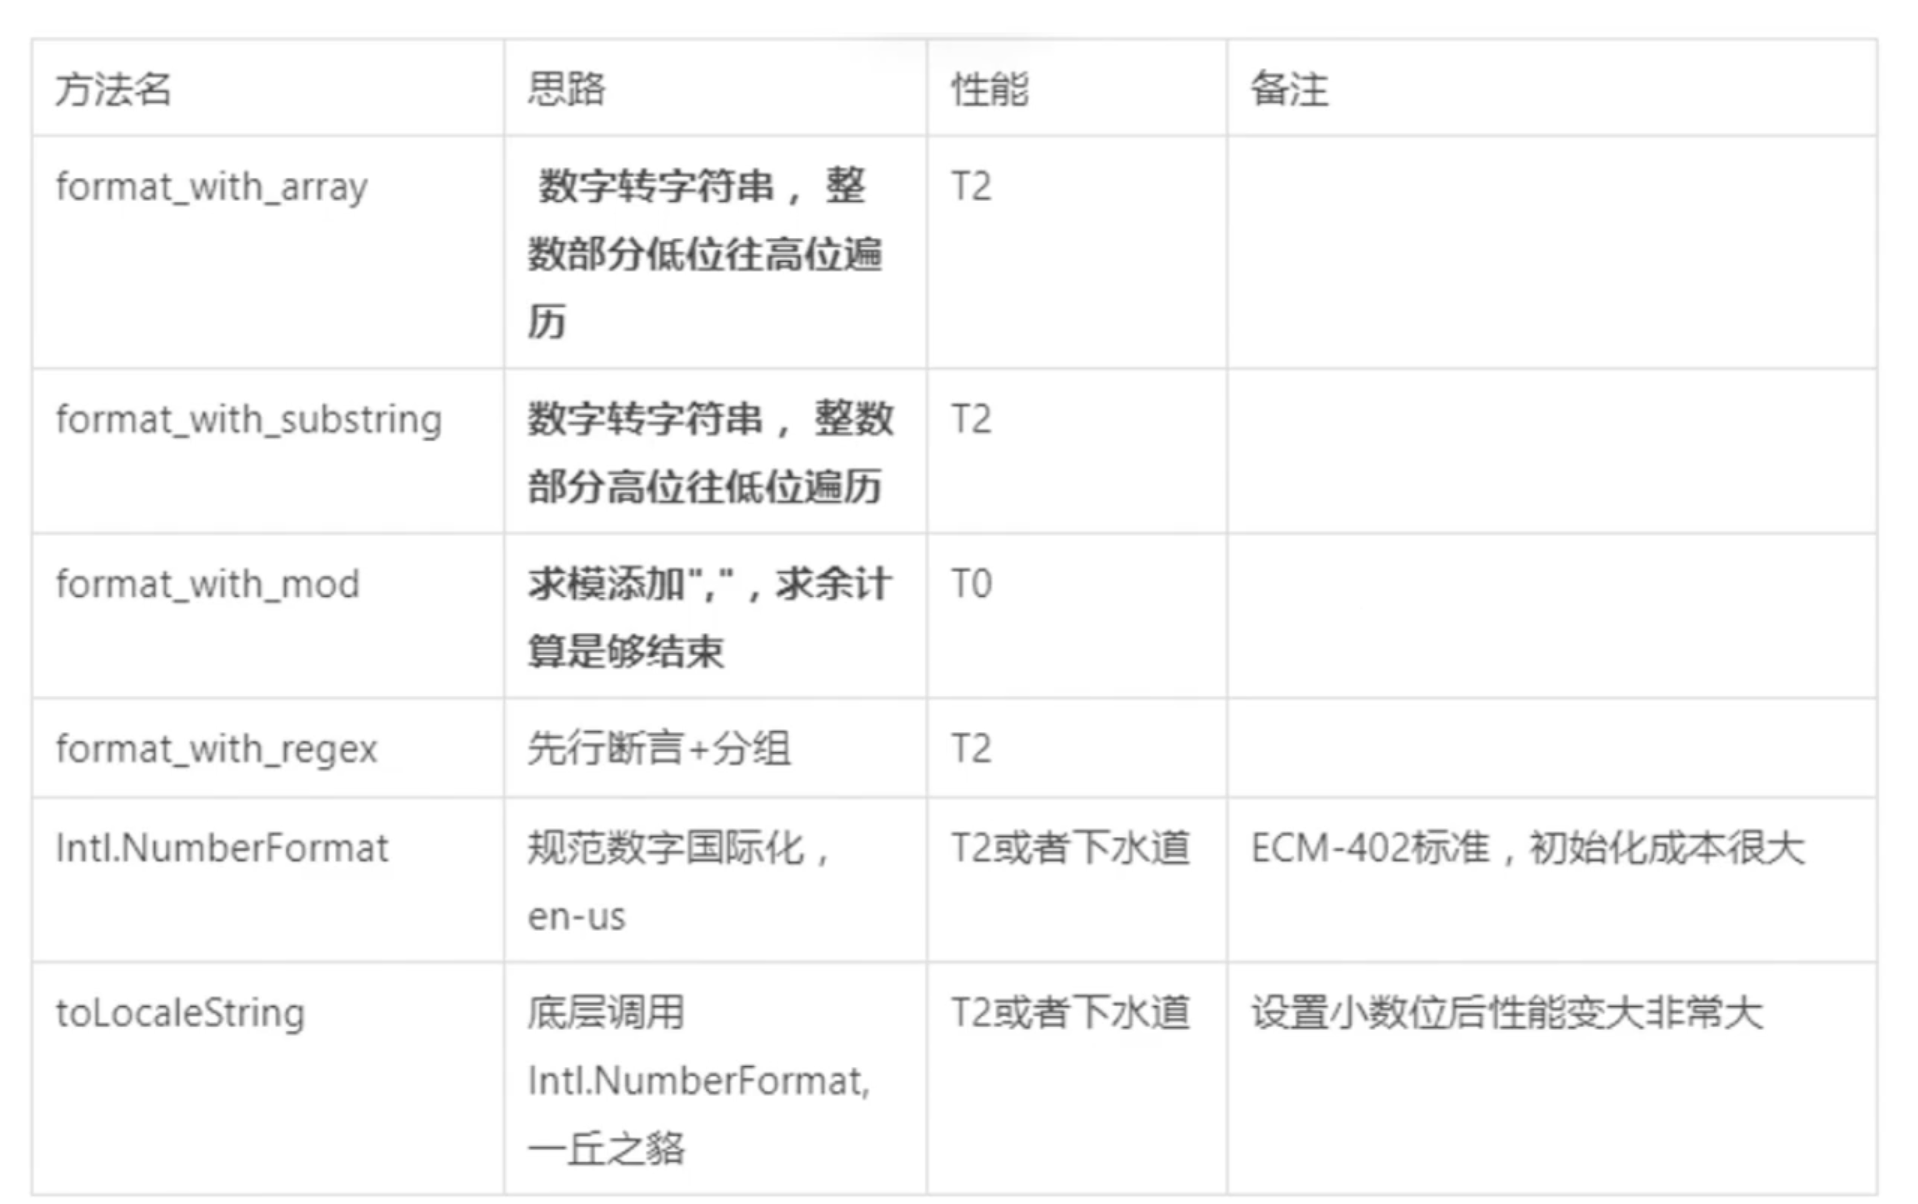 方法名 思路 性能 备注
format_with_array 数字转字符串，整 T2
数部分低位往高位遍
历
format_with_substring 数字转字符串，整数 T2
部分高位往低位遍历
format_with_mod 求模添加","，求余计 T0
算是够结束
format_with_regex 先行断言+分组 T2
Intl.NumberFormat 规范数字国际化， T2或者下水道 ECM-402标准，初始化成本很大
en-us
toLocaleString 底层调用 T2或者下水道 设置小数位后性能变大非常大
Intl.NumberFormat,
一丘之貉